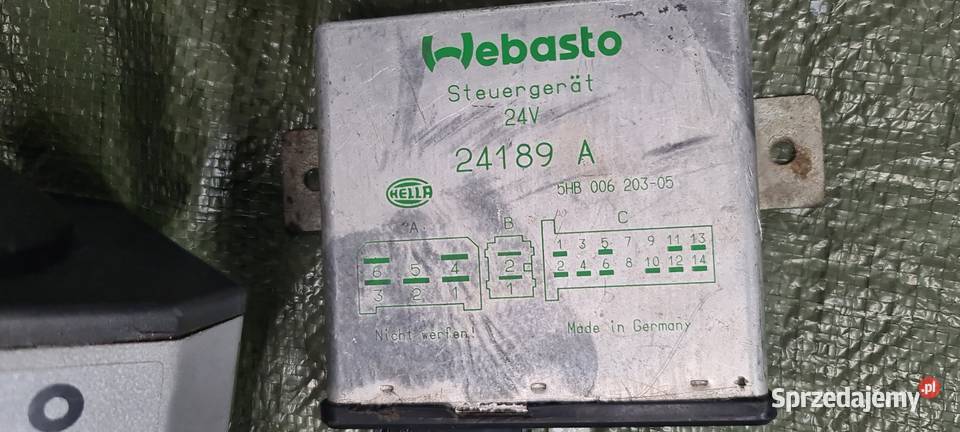 Webasto
Steuergerät
24V
24189 A
HELLA
5HB 006 203-05
A B C
6 5 4
3 2 1
2
1
1 3 5 7 9 11 13
2 4 6 8 10 12 14
Nicht werfen!
Made in Germany
Sprzedajemy.pl